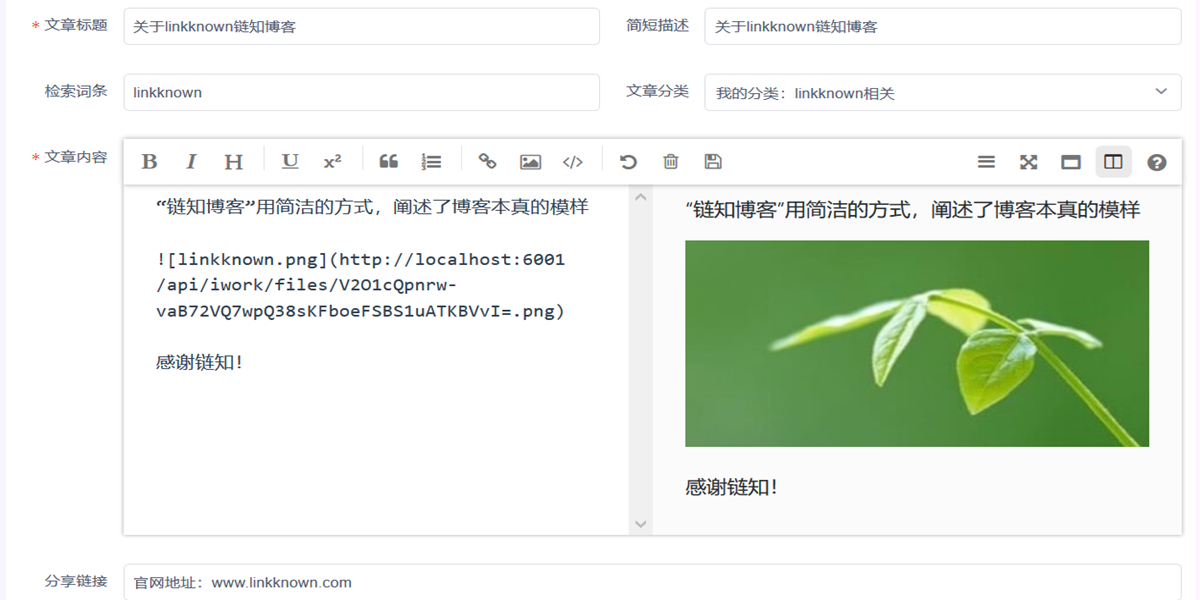 * 文章标题 关于linkknown链知博客 简短描述 关于linkknown链知博客
检索词条 linkknown 文章分类 我的分类：linkknown相关
* 文章内容 B I H U x² </> ?
“链知博客”用简洁的方式，阐述了博客本真的模样
![linkknown.png](http://localhost:6001
/api/iwork/files/V2O1cQpnrw-
vaB72VQ7wpQ38sKFboeFSBS1uATKBVvI=.png)
感谢链知！
“链知博客”用简洁的方式，阐述了博客本真的模样
感谢链知！
分享链接 官网地址：www.linkknown.com